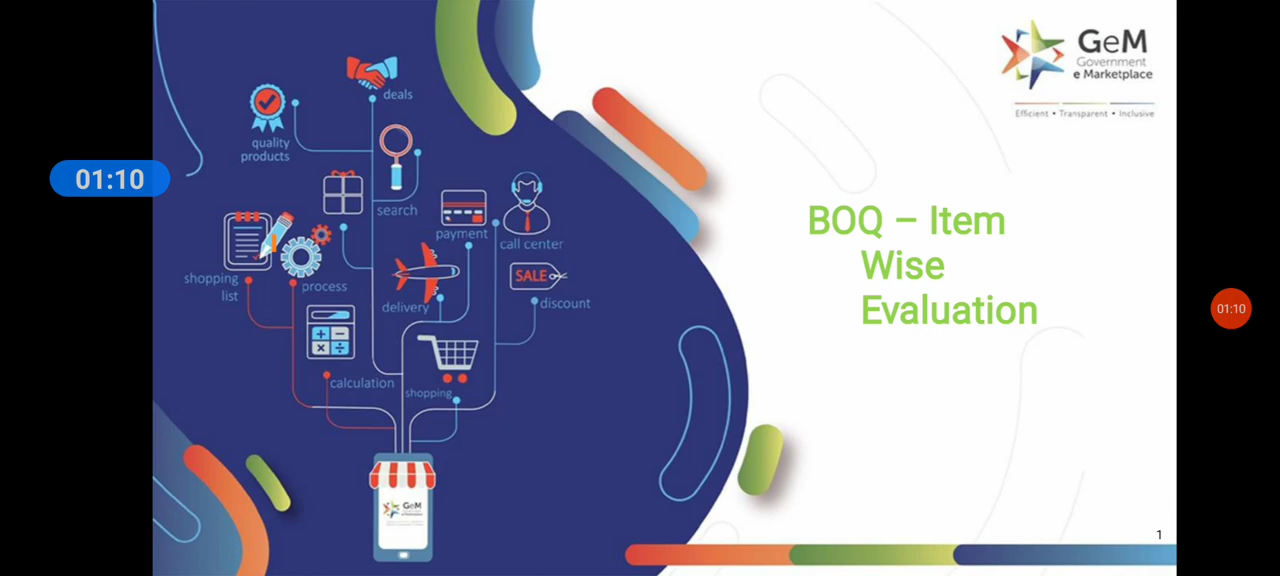 01:10
deals
quality
products
search
payment
call center
shopping
list
process
SALE
delivery
discount
calculation
shopping
GeM
GeM
Government
e Marketplace
Efficient • Transparent • Inclusive
BOQ – Item
Wise
Evaluation
01:10
1